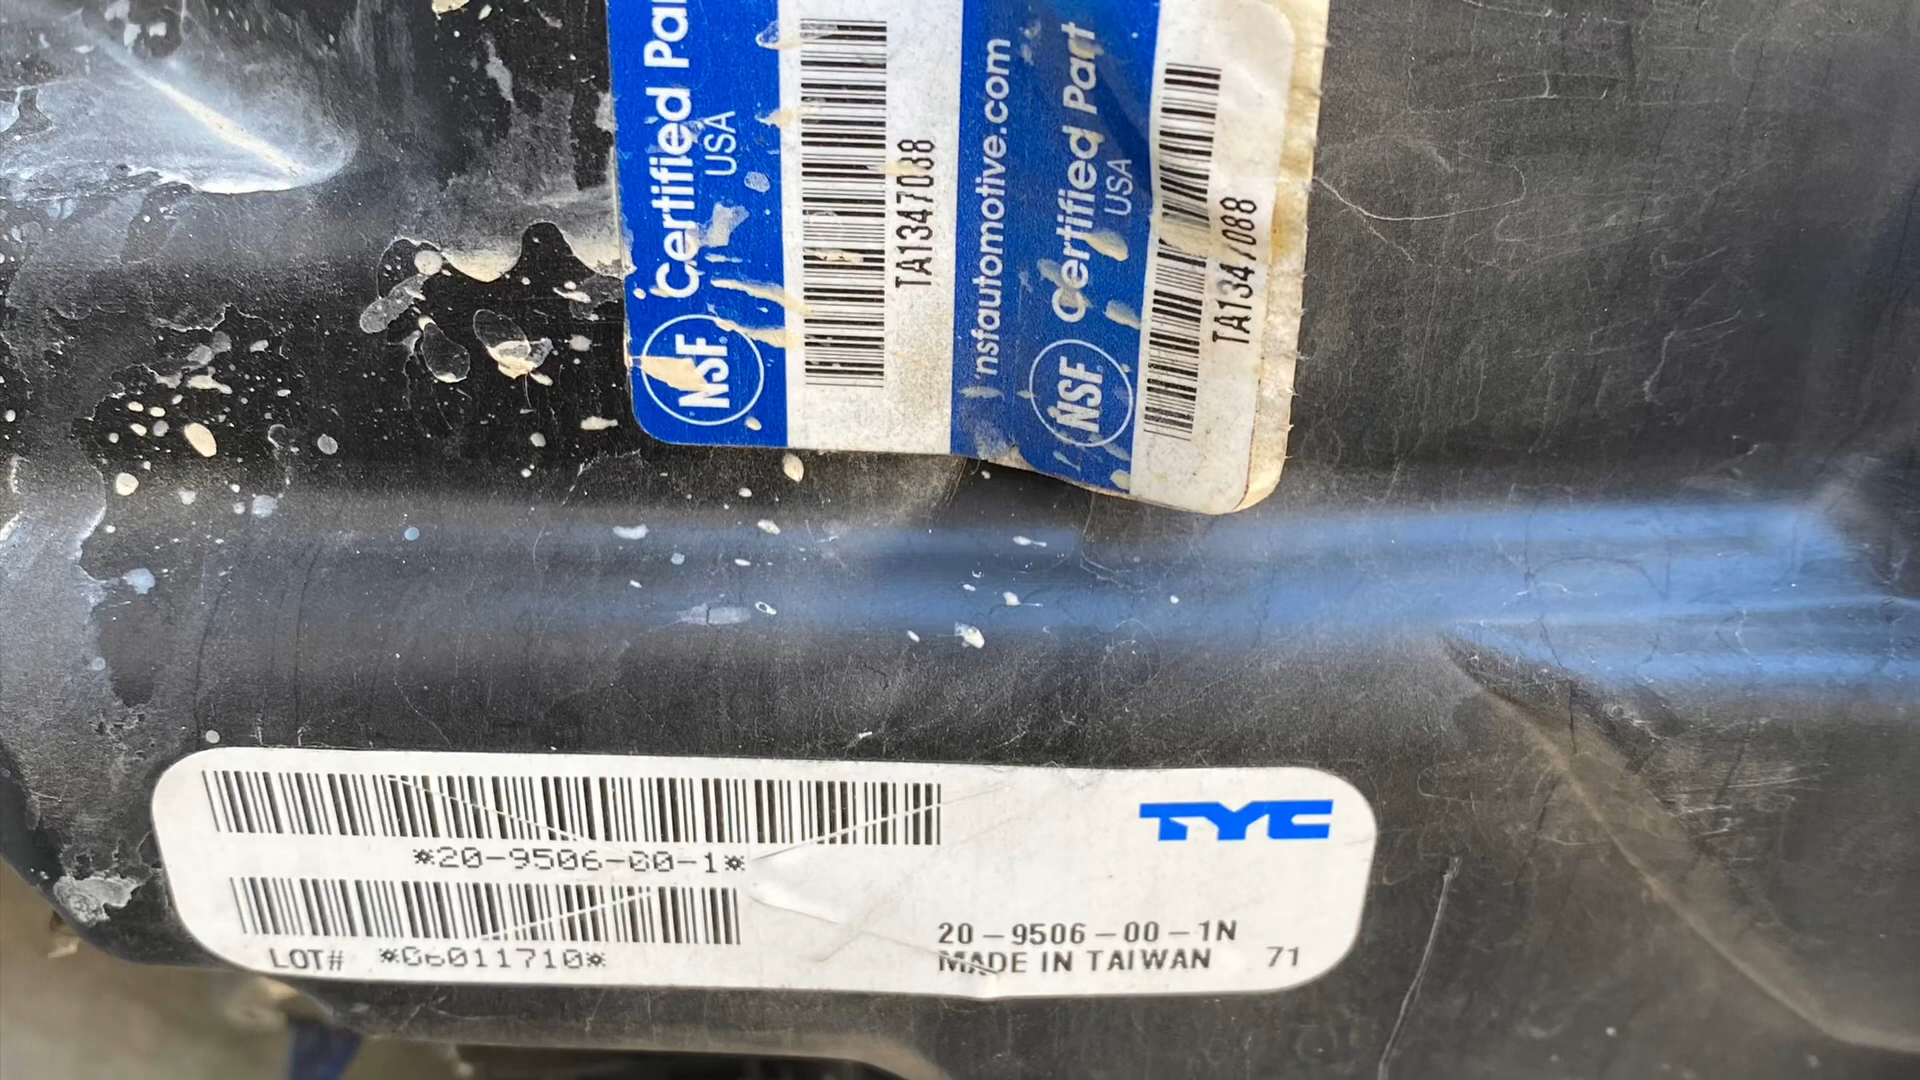 Certified Par
USA
NSF
TA1347088
nsfautomotive.com
Certified Part
USA
NSF
TA1347088
TYC
*20-9506-00-1*
LOT# *06011710*
20-9506-00-1N
MADE IN TAIWAN 71